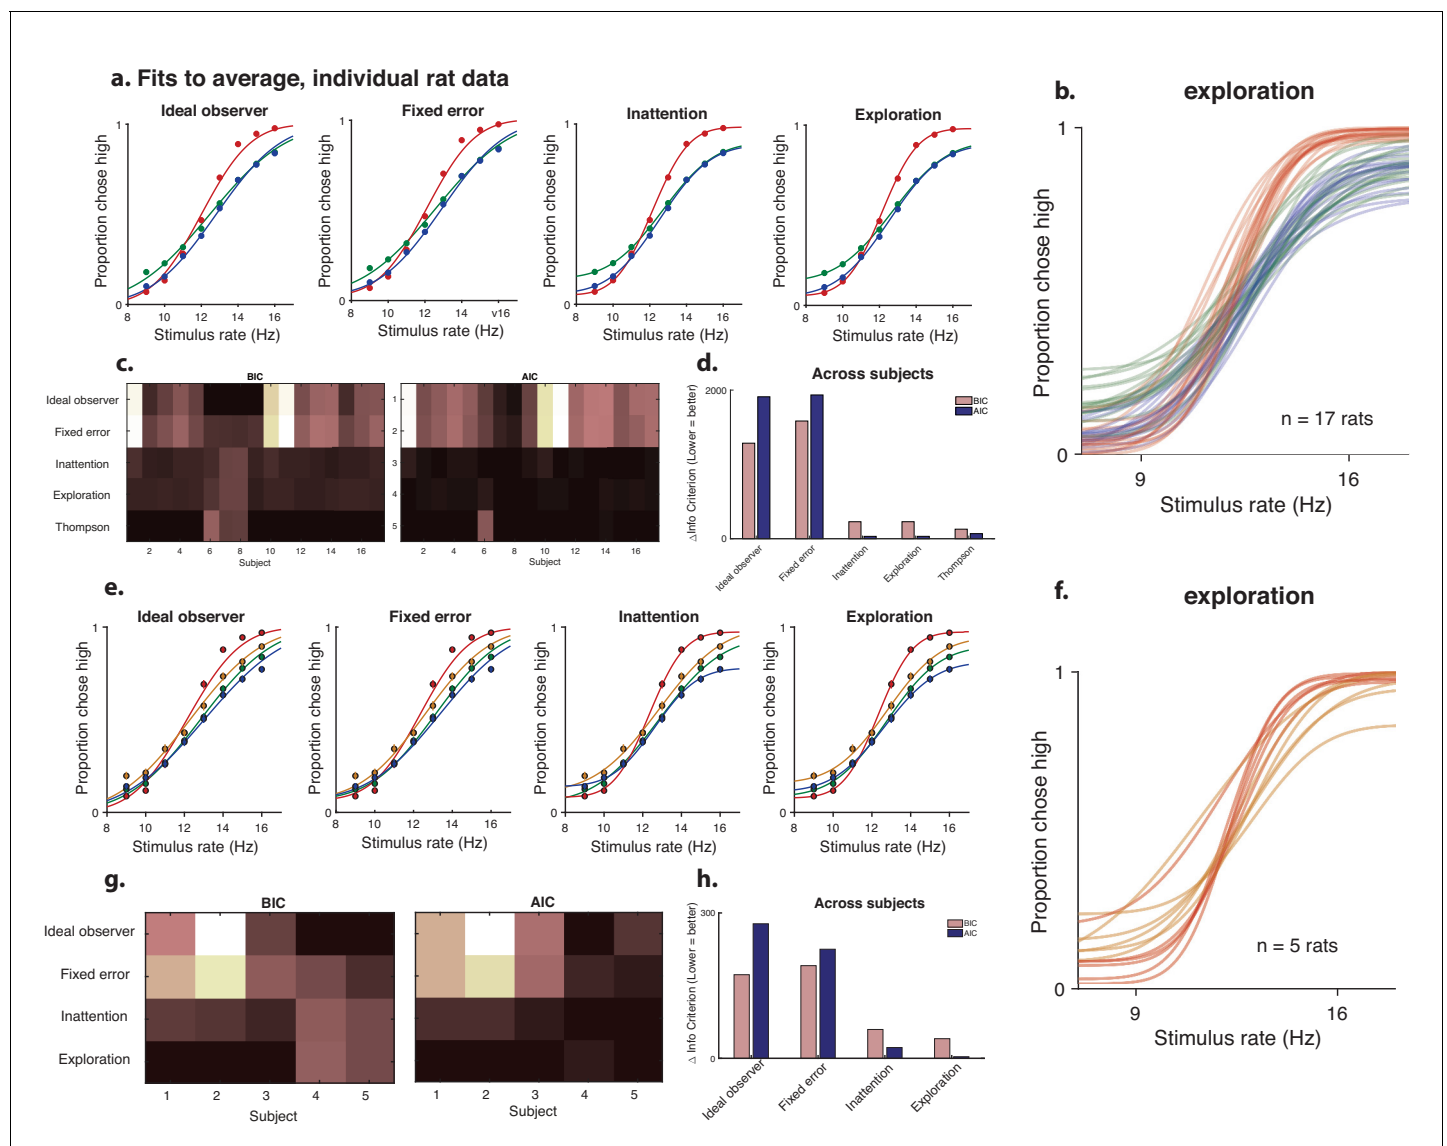 a. Fits to average, individual rat data
Ideal observer
Fixed error
Inattention
Exploration
Proportion chose high
1
0
8 10 12 14 16
Stimulus rate (Hz)
Proportion chose high
1
0
8 10 12 14 v16
Stimulus rate (Hz)
Proportion chose high
1
0
8 10 12 14 16
Stimulus rate (Hz)
Proportion chose high
1
0
8 10 12 14 16
Stimulus rate (Hz)
b.
exploration
Proportion chose high
1
0
n = 17 rats
9 16
Stimulus rate (Hz)
c.
BIC
AIC
Ideal observer
Fixed error
Inattention
Exploration
Thompson
1
2
3
4
5
2 4 6 8 10 12 14 16
Subject
2 4 6 8 10 12 14 16
Subject
d.
Across subjects
△Info Criterion (Lower = better)
2000
0
BIC
AIC
Ideal observer
Fixed error
Inattention
Exploration
Thompson
e.
Ideal observer
Fixed error
Inattention
Exploration
Proportion chose high
1
0
8 10 12 14 16
Stimulus rate (Hz)
Proportion chose high
1
0
8 10 12 14 16
Stimulus rate (Hz)
Proportion chose high
1
0
8 10 12 14 16
Stimulus rate (Hz)
Proportion chose high
1
0
8 10 12 14 16
Stimulus rate (Hz)
f.
exploration
Proportion chose high
1
0
n = 5 rats
9 16
Stimulus rate (Hz)
g.
BIC
AIC
Ideal observer
Fixed error
Inattention
Exploration
1 2 3 4 5
Subject
1 2 3 4 5
Subject
h.
Across subjects
△ Info Criterion (Lower = better)
300
0
BIC
AIC
Ideal observer
Fixed error
Inattention
Exploration